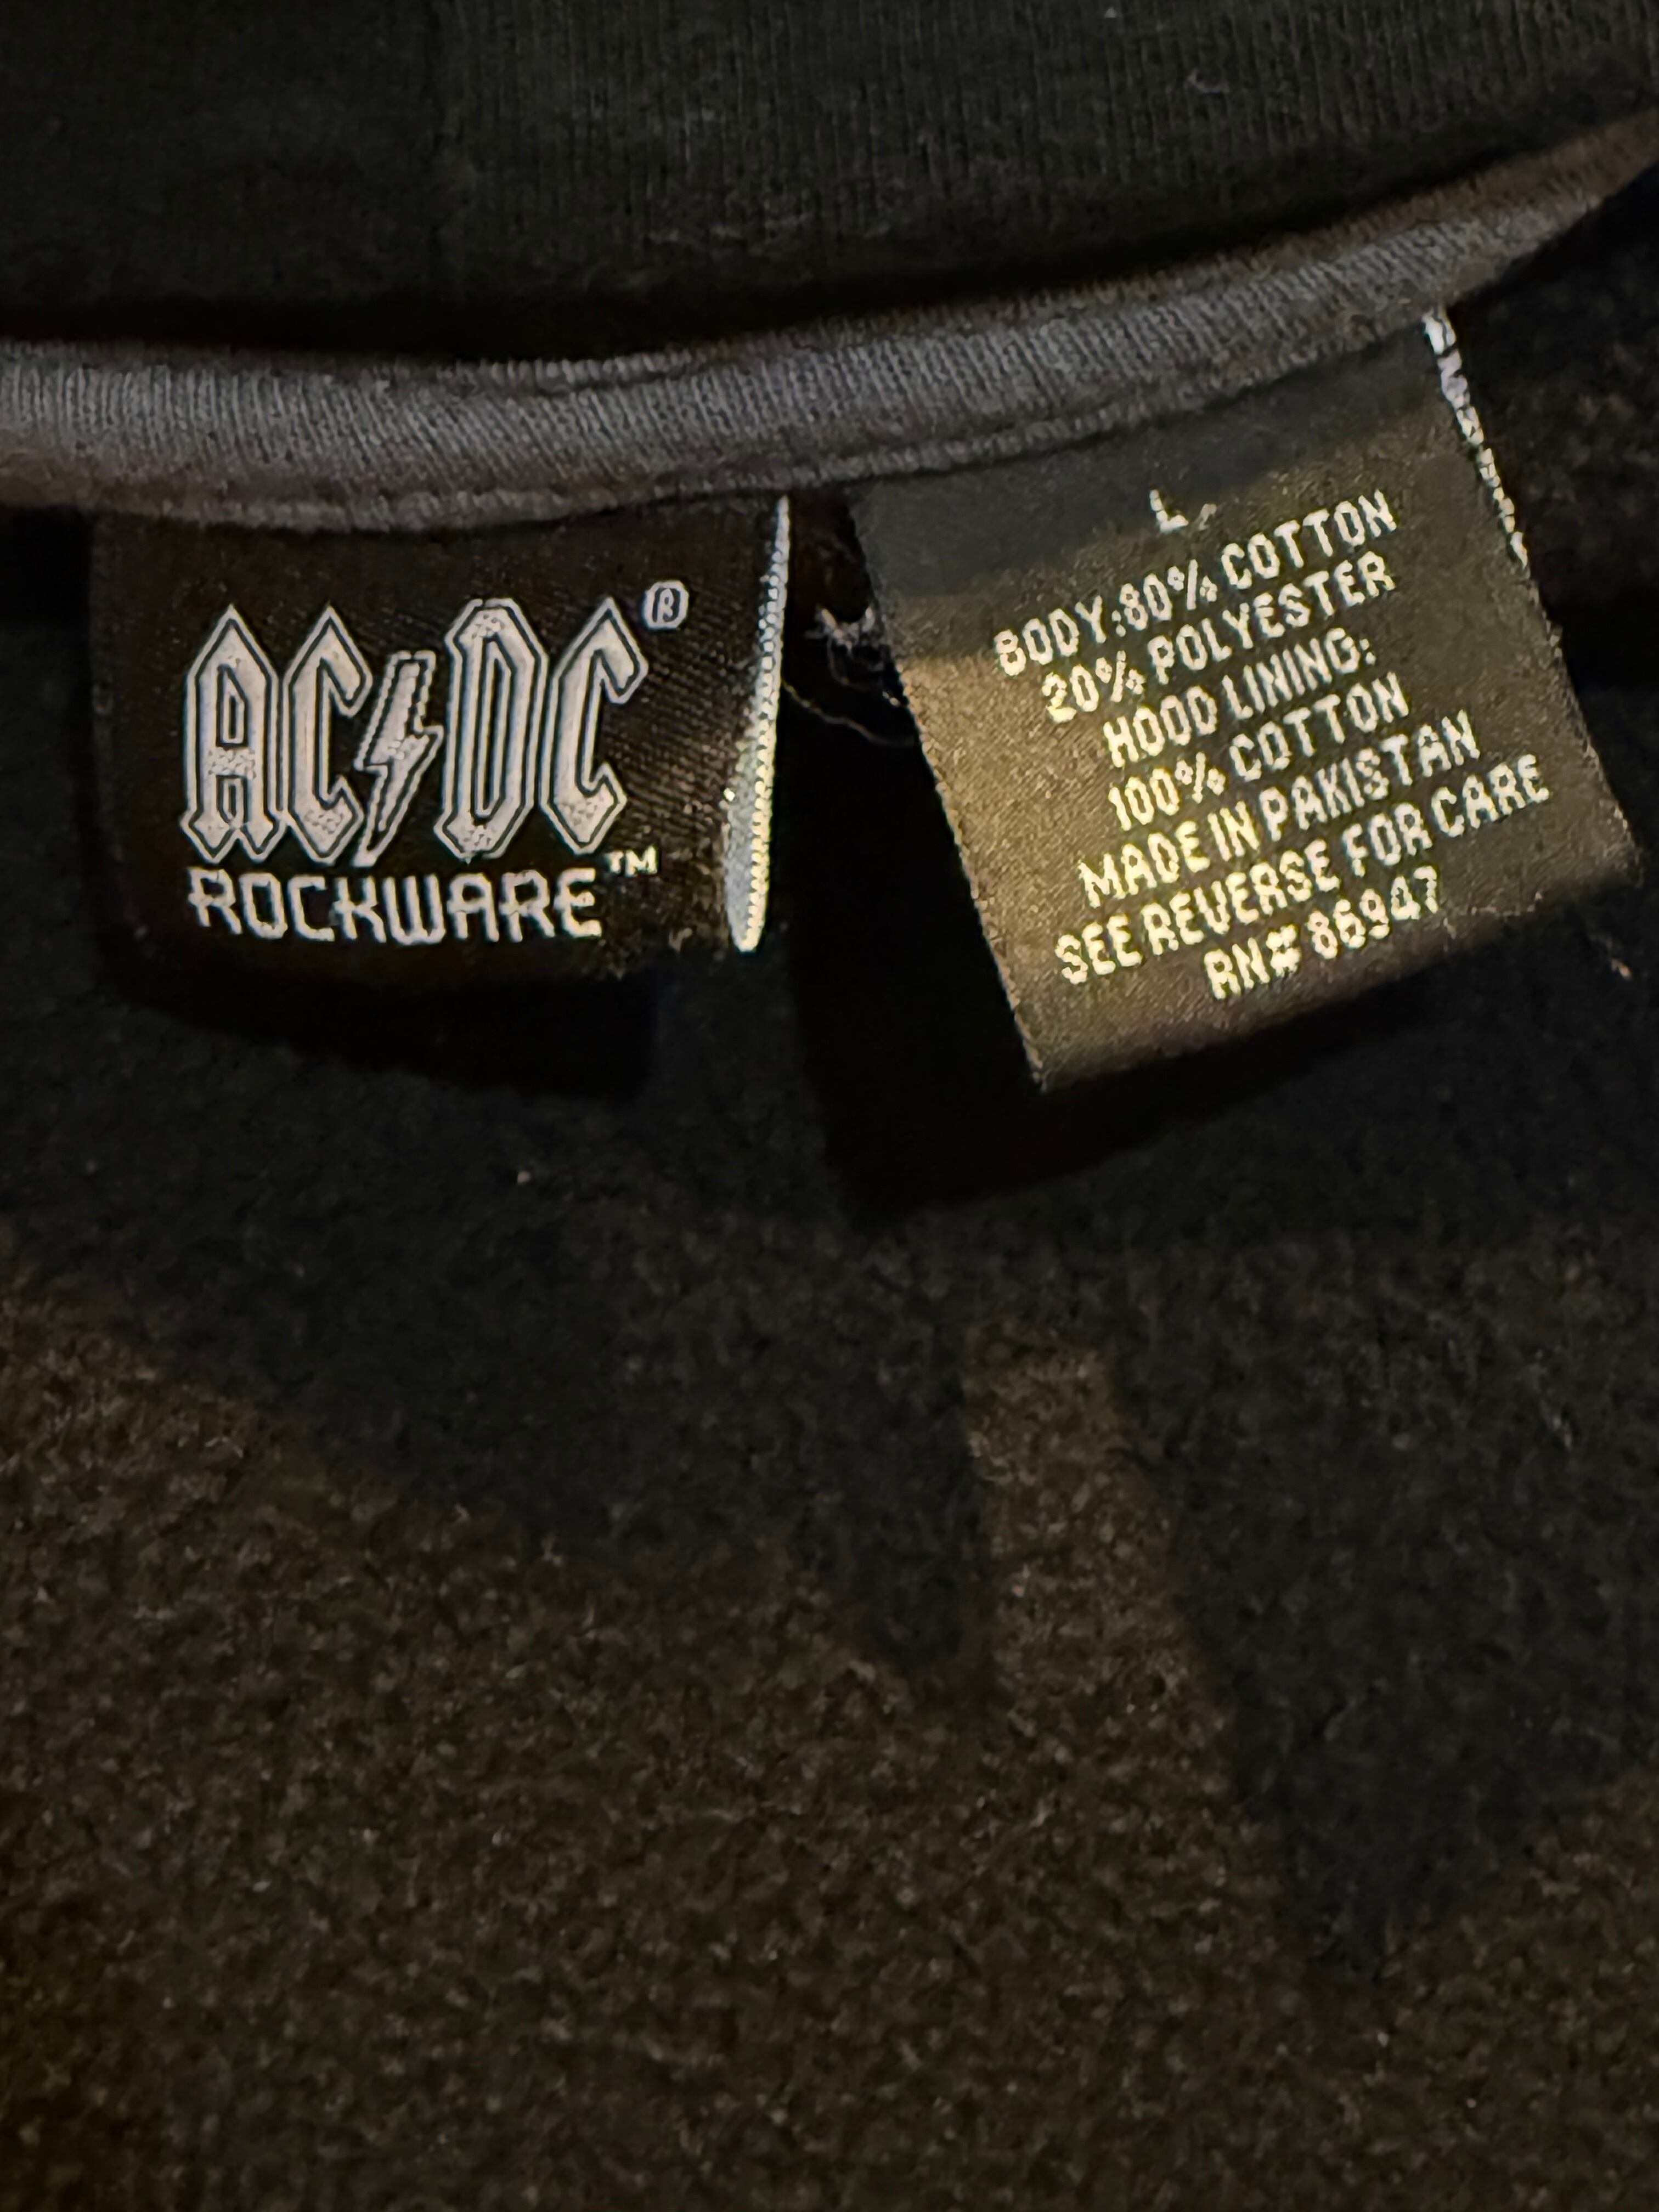 AC⚡DC®
ROCKWARE™
L
BODY:80% COTTON
20% POLYESTER
HOOD LINING:
100% COTTON
MADE IN PAKISTAN
SEE REVERSE FOR CARE
RN# 86947